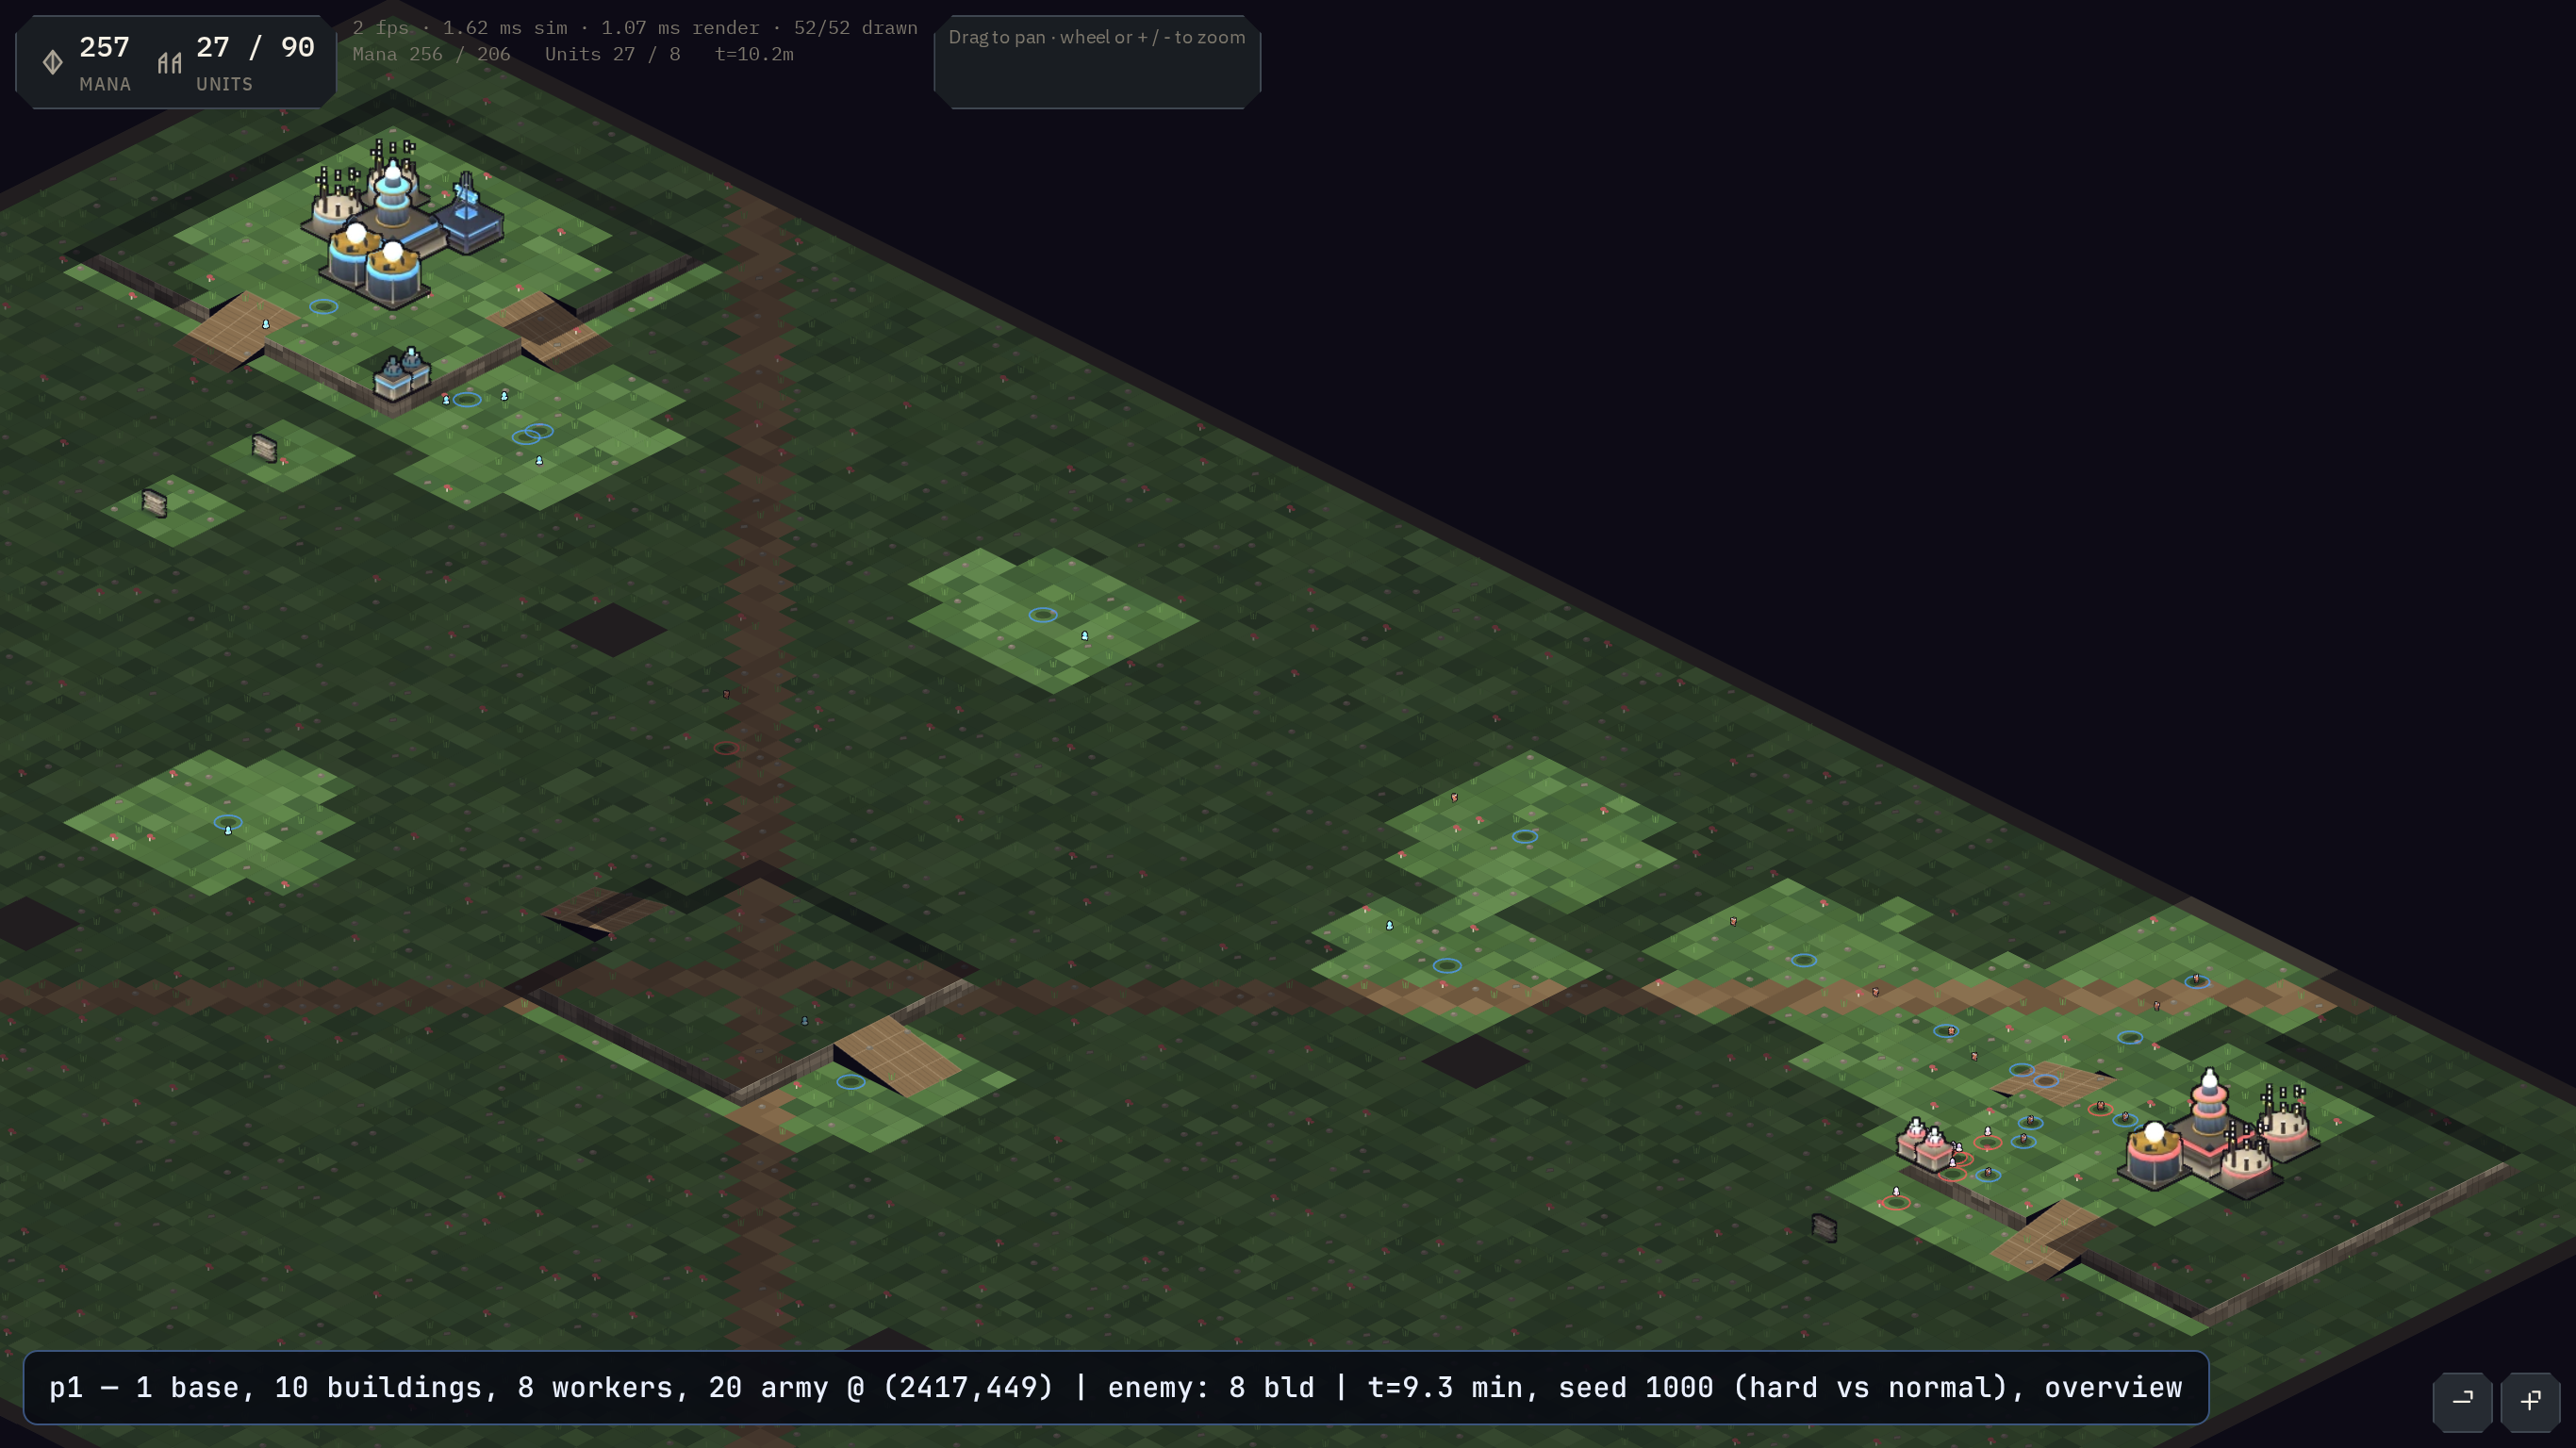 257
MANA
27 / 90
UNITS
2 fps · 1.62 ms sim · 1.07 ms render · 52/52 drawn
Mana 256 / 206   Units 27 / 8   t=10.2m
Drag to pan · wheel or + / - to zoom
p1 — 1 base, 10 buildings, 8 workers, 20 army @ (2417,449) | enemy: 8 bld | t=9.3 min, seed 1000 (hard vs normal), overview